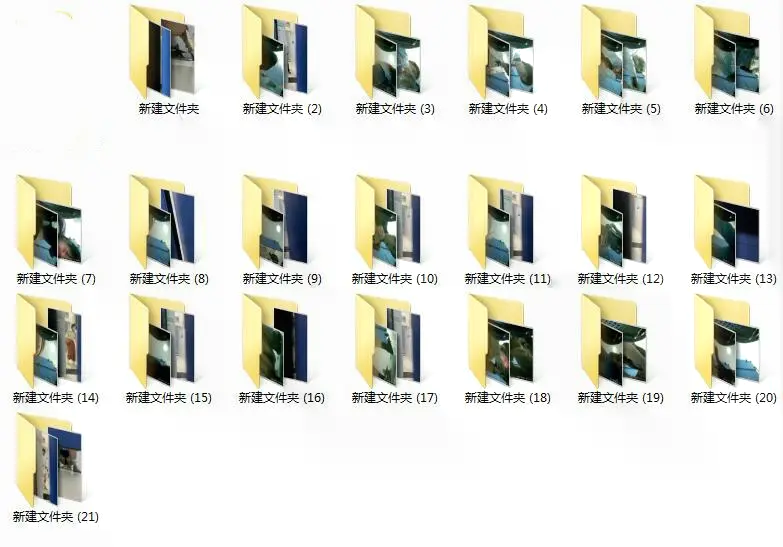 新建文件夹
新建文件夹 (2)
新建文件夹 (3)
新建文件夹 (4)
新建文件夹 (5)
新建文件夹 (6)
新建文件夹 (7)
新建文件夹 (8)
新建文件夹 (9)
新建文件夹 (10)
新建文件夹 (11)
新建文件夹 (12)
新建文件夹 (13)
新建文件夹 (14)
新建文件夹 (15)
新建文件夹 (16)
新建文件夹 (17)
新建文件夹 (18)
新建文件夹 (19)
新建文件夹 (20)
新建文件夹 (21)